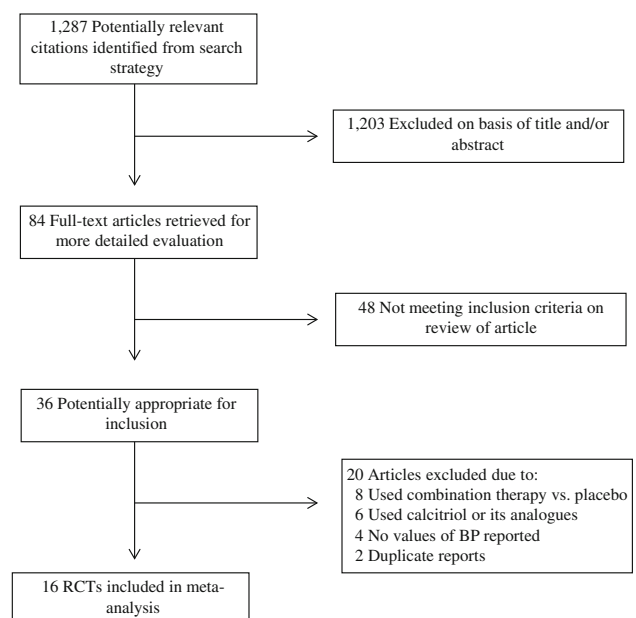 1,287 Potentially relevant
citations identified from search
strategy
1,203 Excluded on basis of title and/or
abstract
84 Full-text articles retrieved for
more detailed evaluation
48 Not meeting inclusion criteria on
review of article
36 Potentially appropriate for
inclusion
20 Articles excluded due to:
8 Used combination therapy vs. placebo
6 Used calcitriol or its analogues
4 No values of BP reported
2 Duplicate reports
16 RCTs included in meta-
analysis